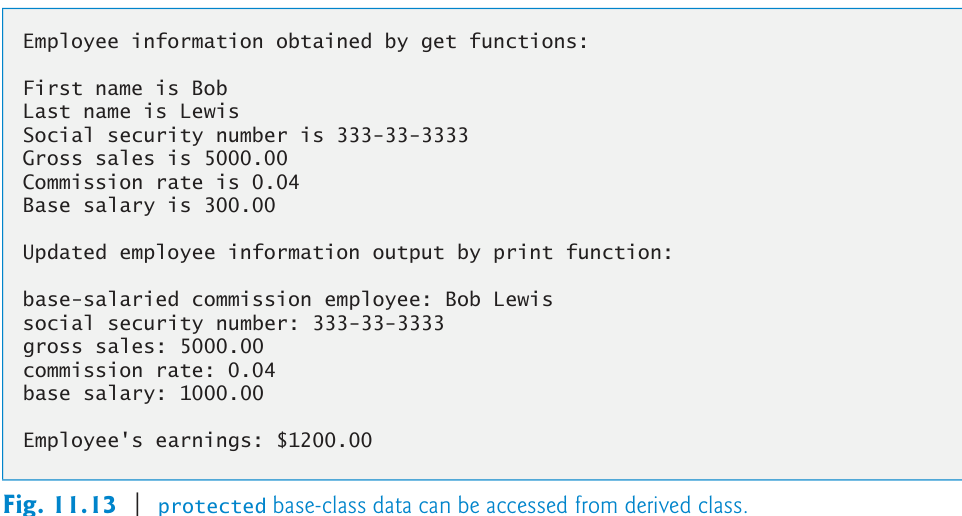 Employee information obtained by get functions:
First name is Bob
Last name is Lewis
Social security number is 333-33-3333
Gross sales is 5000.00
Commission rate is 0.04
Base salary is 300.00
Updated employee information output by print function:
base-salaried commission employee: Bob Lewis
social security number: 333-33-3333
gross sales: 5000.00
commission rate: 0.04
base salary: 1000.00
Employee's earnings: $1200.00
Fig. 11.13 | protected base-class data can be accessed from derived class.